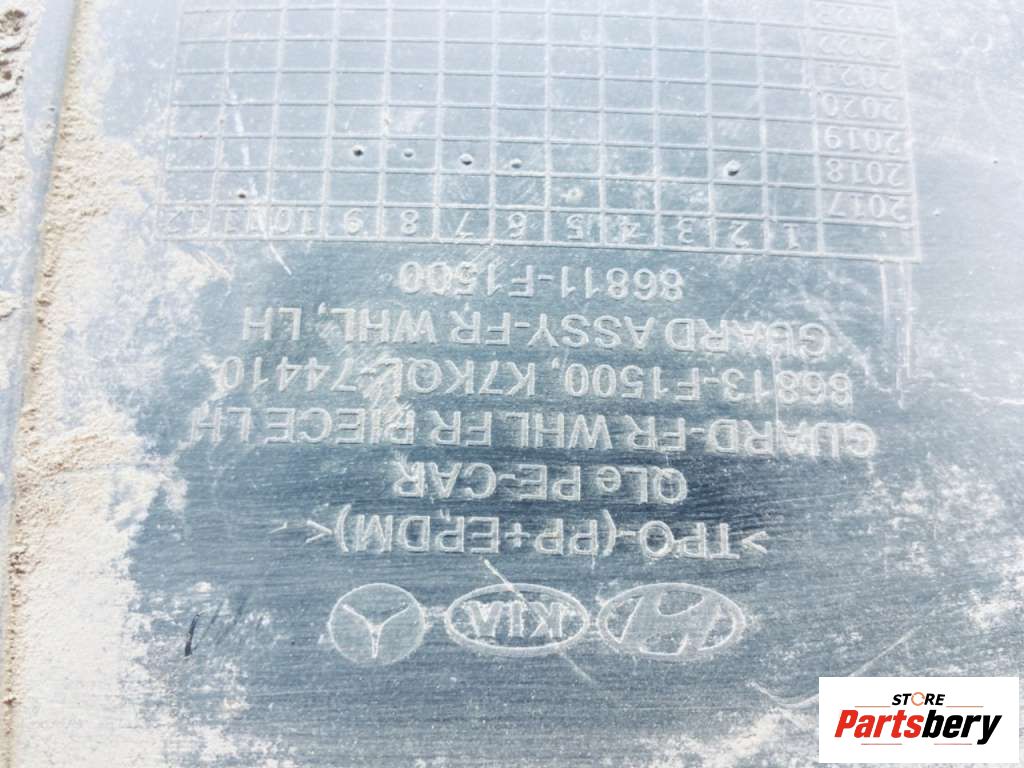 KIA
>TPO-(PP+EPDM)<
QLe PE-CAR
GUARD-FR WHL FR PIECE LH
86813-F1500, K7KQL-74410
GUARD ASSY-FR WHL, LH
86811-F1500
2017 1 2 3 4 5 6 7 8 9 10 11 12
2018
2019
2020
2021
2022
STORE
Partsbery